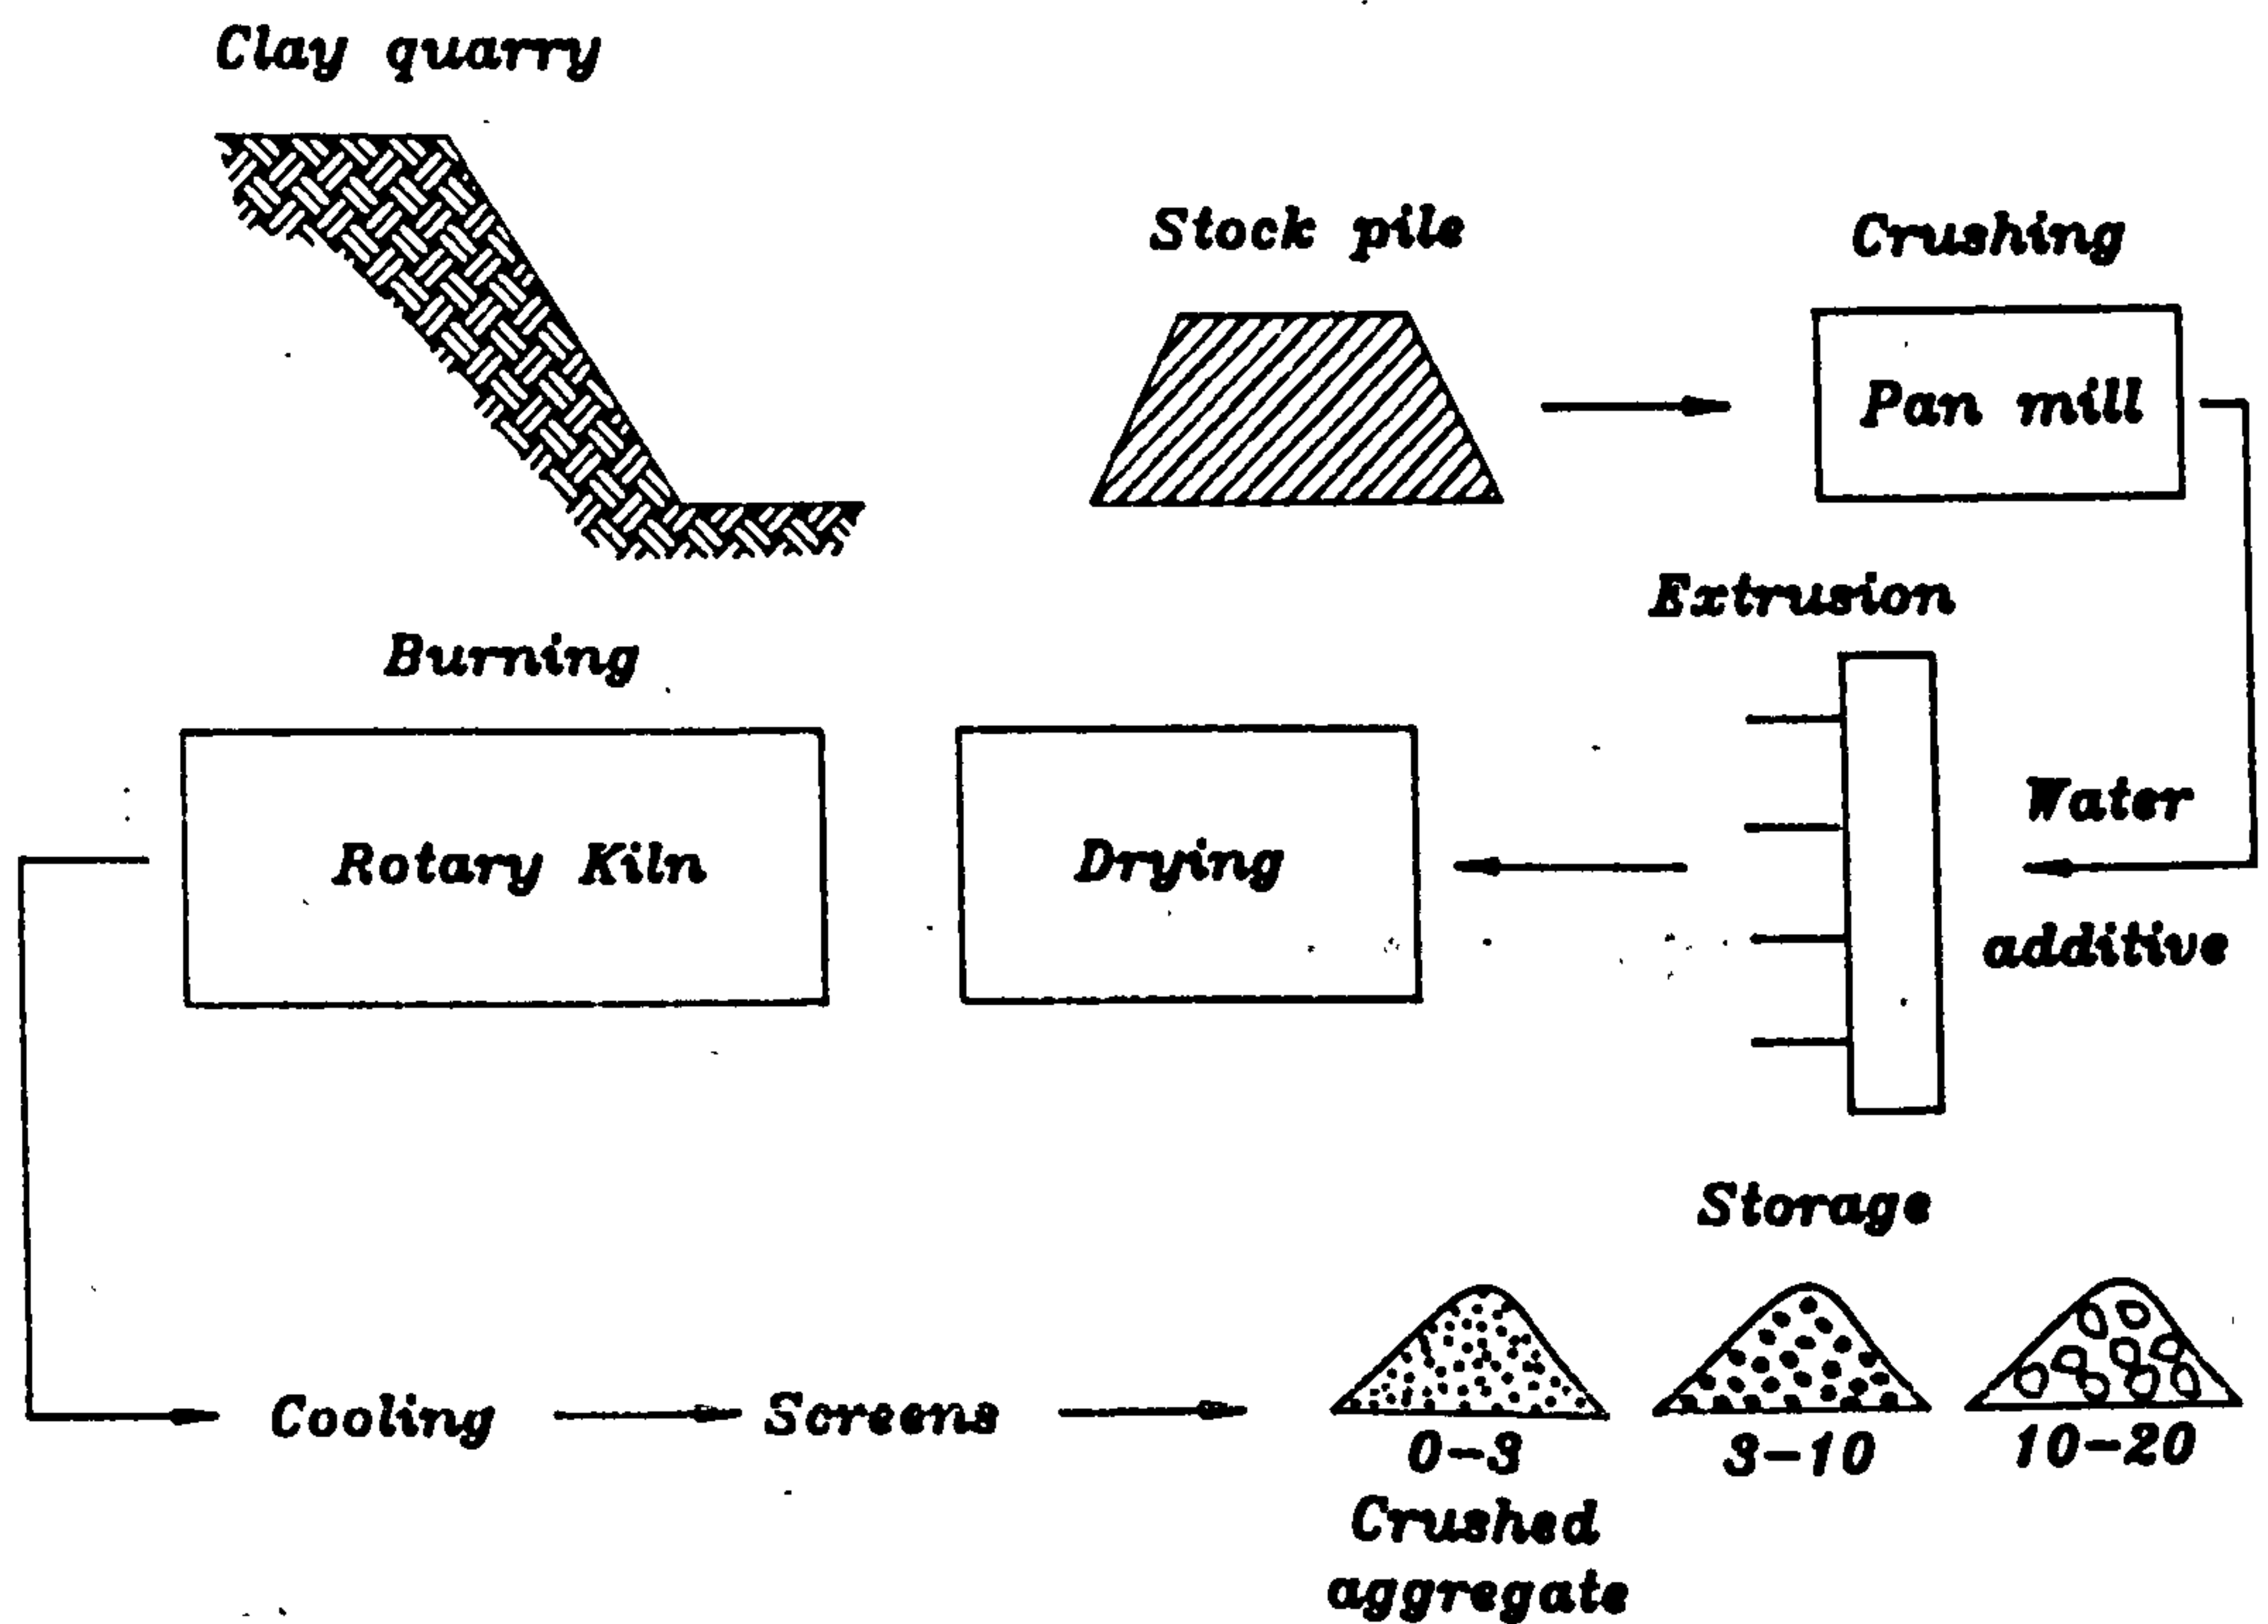 Clay quarry
Stock pile
Crushing
Pan mill
Extrusion
Water
additive
Drying
Burning
Rotary Kiln
Cooling
Screens
Storage
0-3
3-10
10-20
Crushed
aggregate